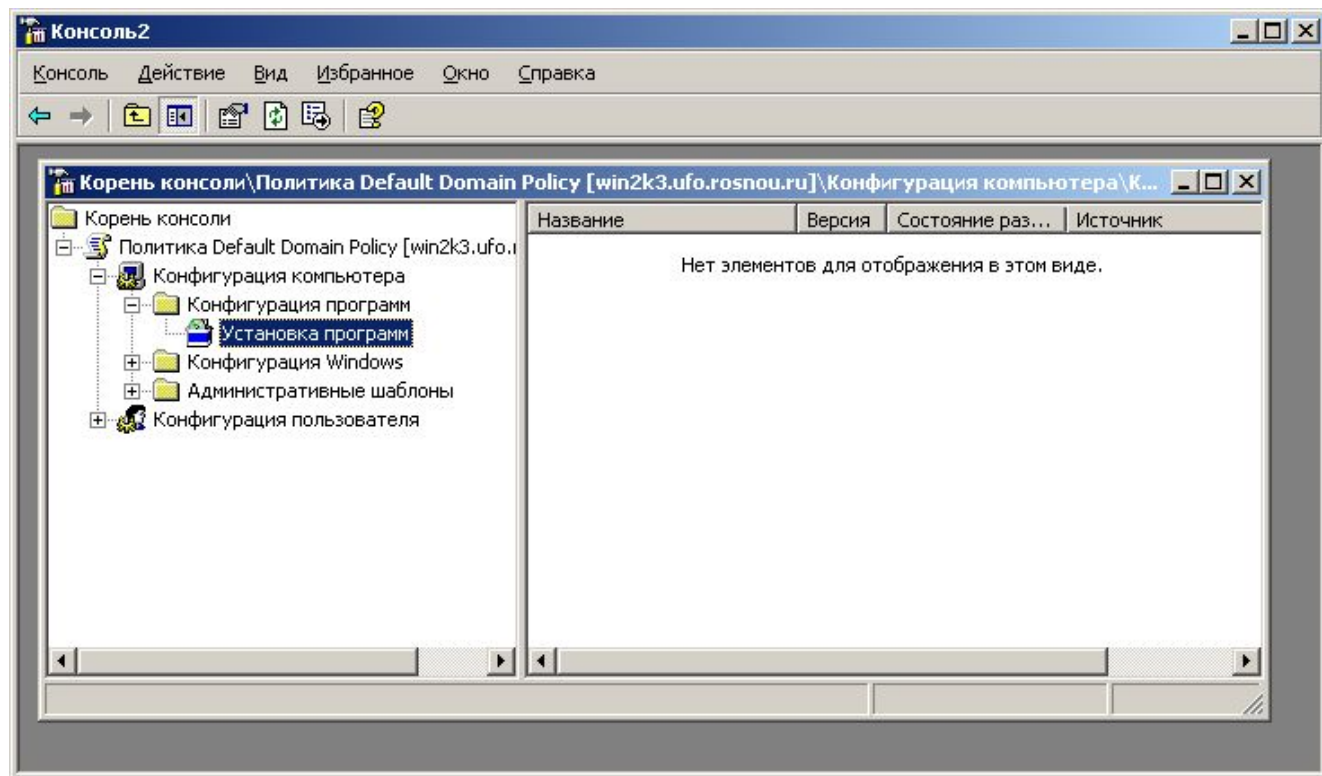 Консоль2
Консоль Действие Вид Избранное Окно Справка
Корень консоли\Политика Default Domain Policy [win2k3.ufo.rosnou.ru]\Конфигурация компьютера\К...
Корень консоли
Название Версия Состояние раз... Источник
Политика Default Domain Policy [win2k3.ufo.r
Нет элементов для отображения в этом виде.
Конфигурация компьютера
Конфигурация программ
Установка программ
Конфигурация Windows
Административные шаблоны
Конфигурация пользователя